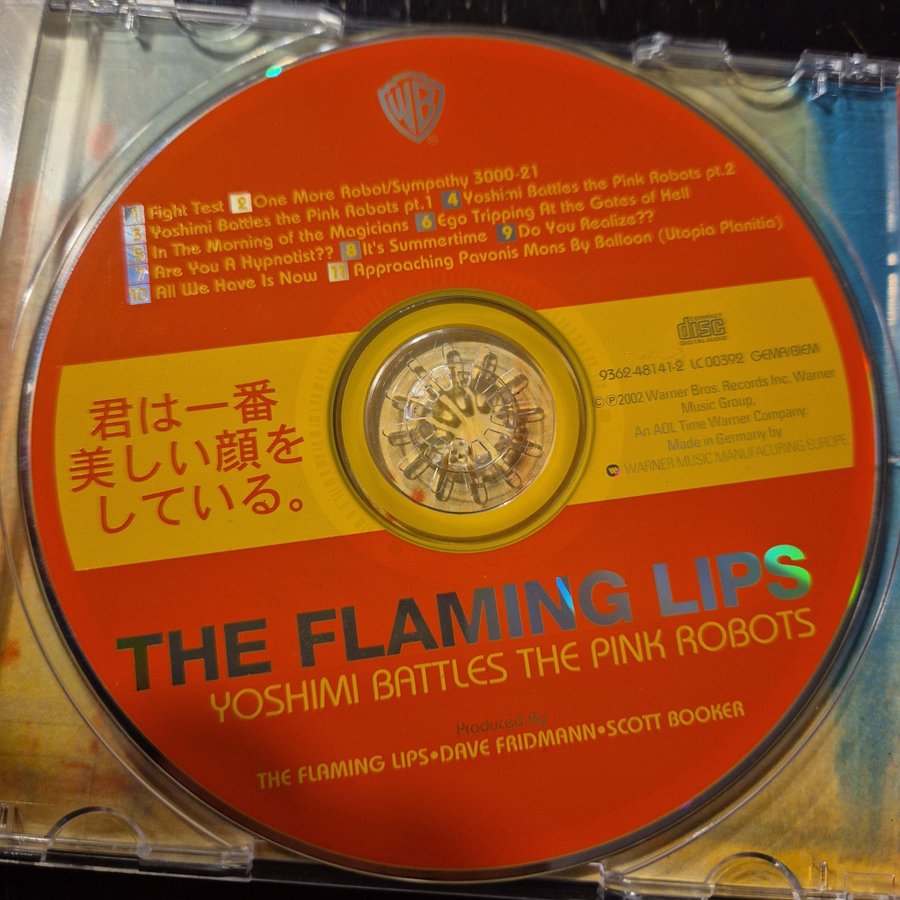 WB
1 Fight Test 2 One More Robot/Sympathy 3000-21
3 Yoshimi Battles the Pink Robots pt.1 4 Yoshimi Battles the Pink Robots pt.2
5 In The Morning of the Magicians 6 Ego Tripping At the Gates of Hell
7 Are You A Hypnotist?? 8 It's Summertime 9 Do You Realize??
10 All We Have Is Now 11 Approaching Pavonis Mons By Balloon (Utopia Planitia)
COMPACT
disc
DIGITAL AUDIO
9362-48141-2 LC 00392 GEMA/BIEM
©℗2002 Warner Bros. Records Inc. Warner
Music Group.
An AOL Time Warner Company.
Made in Germany by
WARNER MUSIC MANUFACURING EUROPE
君は一番
美しい顔を
している。
THE FLAMING LIPS
YOSHIMI BATTLES THE PINK ROBOTS
Produced By
THE FLAMING LIPS•DAVE FRIDMANN•SCOTT BOOKER